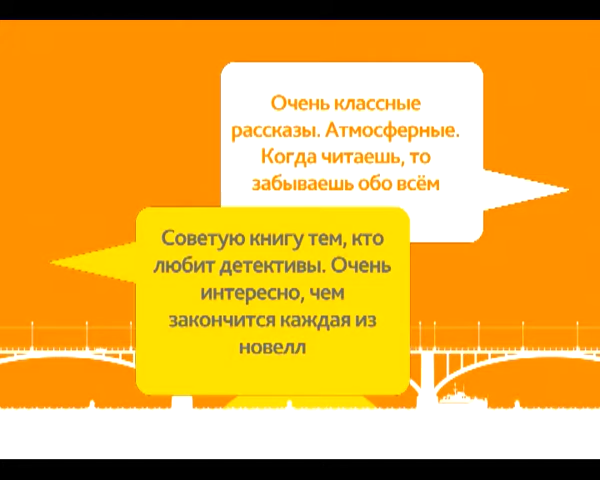 Очень классные
рассказы. Атмосферные.
Когда читаешь, то
забываешь обо всём
Советую книгу тем, кто
любит детективы. Очень
интересно, чем
закончится каждая из
новелл